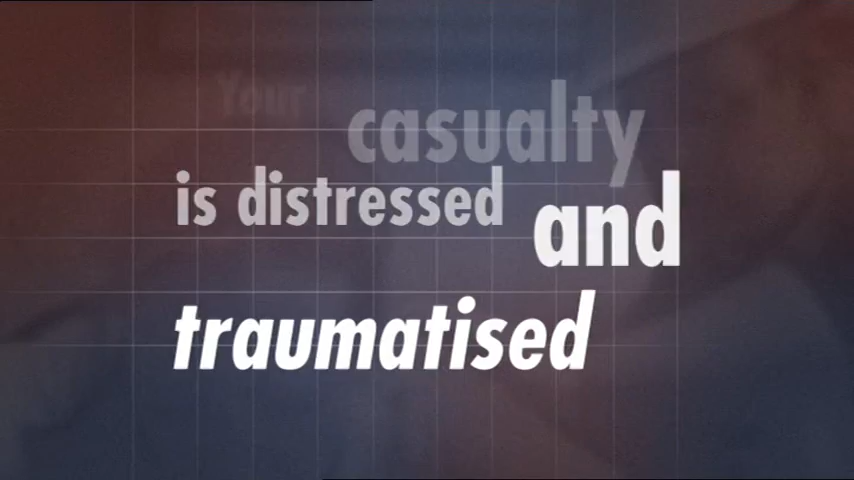 Your
casualty
is distressed
and
traumatised